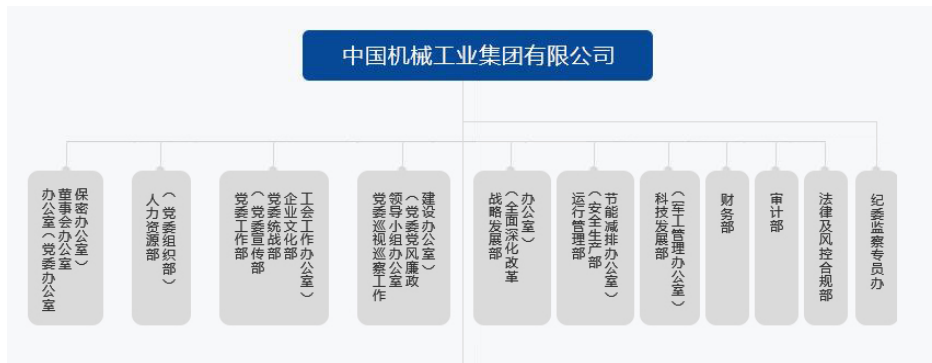 中国机械工业集团有限公司
办公室（党委办公室
董事会办公室
保密办公室）
人力资源部
（党委组织部）
党委工作部
（党委宣传部
党委统战部
企业文化部
工会工作办公室）
党委巡视巡察工作
领导小组办公室
（党委党风廉政
建设办公室）
战略发展部
（全面深化改革
办公室）
运行管理部
（安全生产部
节能减排办公室）
科技发展部
（军工管理办公室）
财务部
审计部
法律及风控合规部
纪委监察专员办